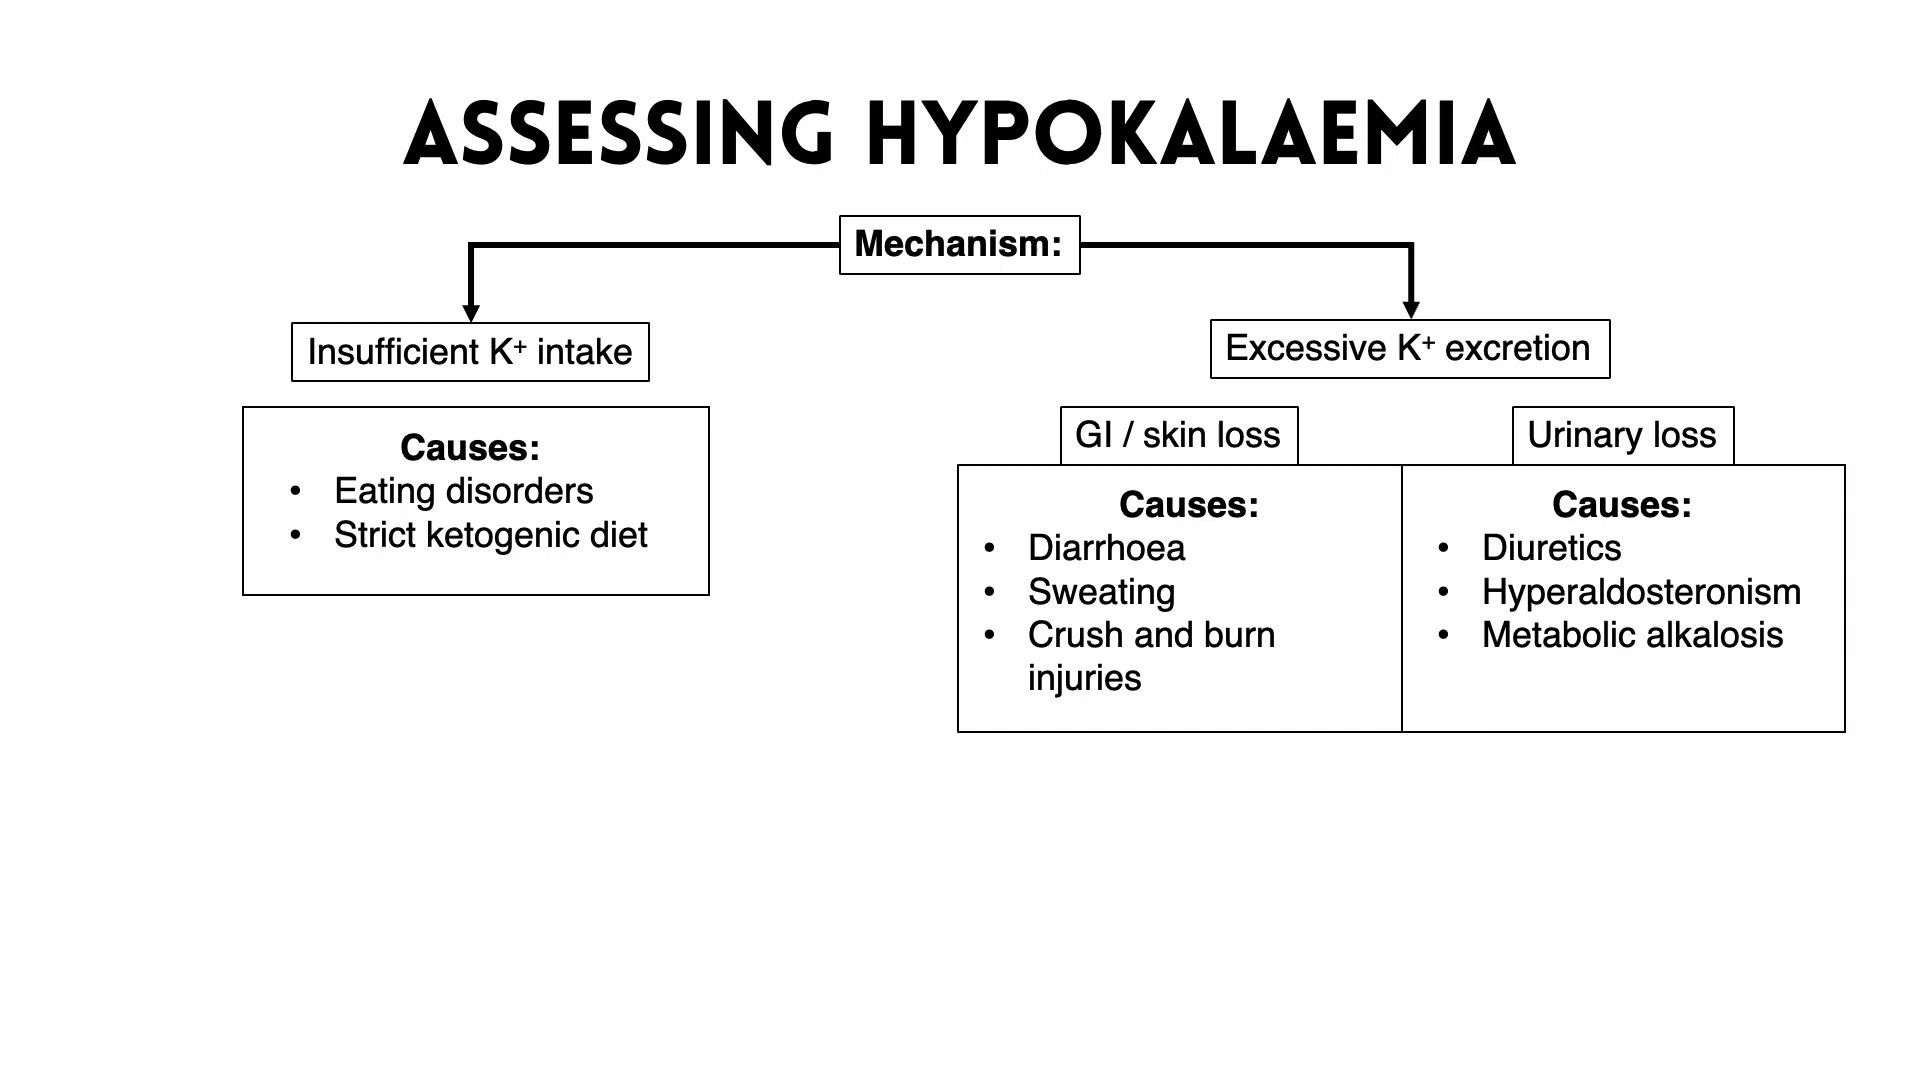 ASSESSING HYPOKALAEMIA
Mechanism:
Insufficient K⁺ intake
Causes:
• Eating disorders
• Strict ketogenic diet
Excessive K⁺ excretion
GI / skin loss
Causes:
• Diarrhoea
• Sweating
• Crush and burn
injuries
Urinary loss
Causes:
• Diuretics
• Hyperaldosteronism
• Metabolic alkalosis